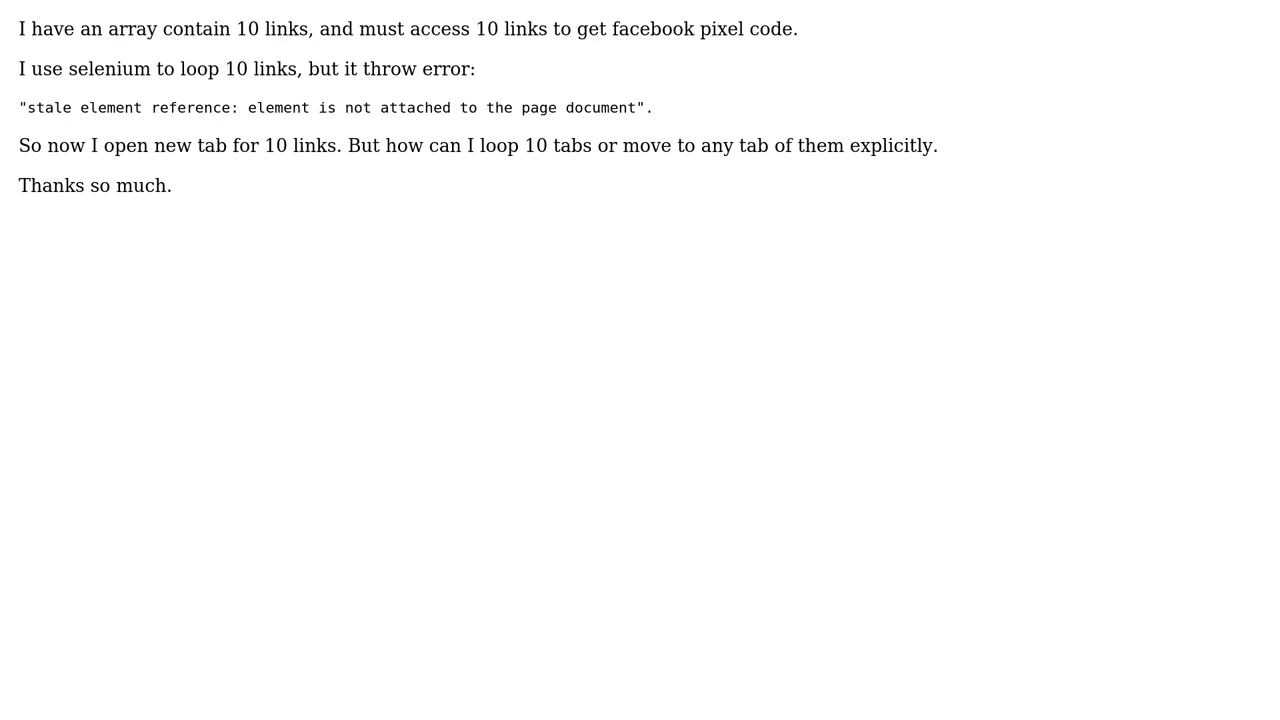 I have an array contain 10 links, and must access 10 links to get facebook pixel code.
I use selenium to loop 10 links, but it throw error:
"stale element reference: element is not attached to the page document".
So now I open new tab for 10 links. But how can I loop 10 tabs or move to any tab of them explicitly.
Thanks so much.